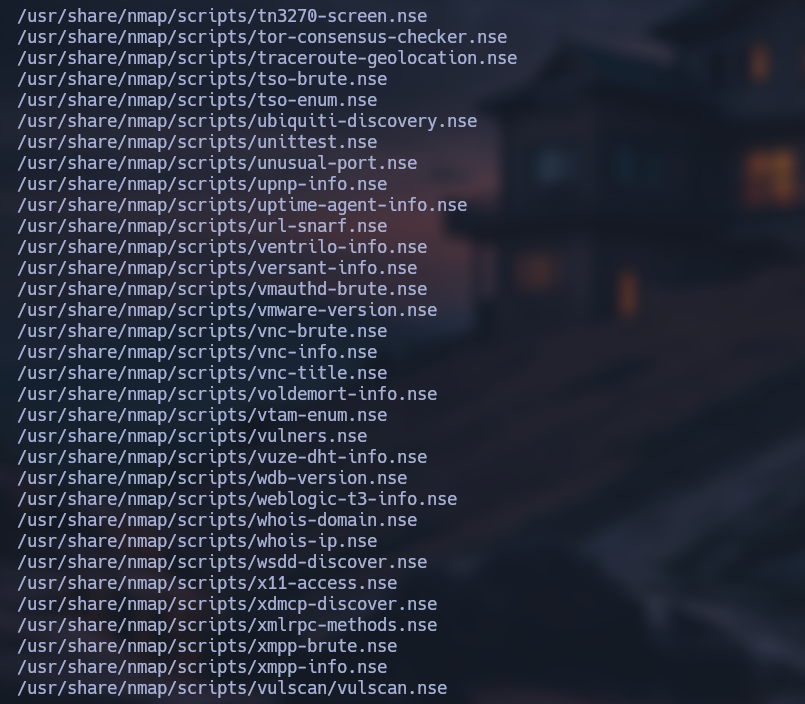 /usr/share/nmap/scripts/tn3270-screen.nse
/usr/share/nmap/scripts/tor-consensus-checker.nse
/usr/share/nmap/scripts/traceroute-geolocation.nse
/usr/share/nmap/scripts/tso-brute.nse
/usr/share/nmap/scripts/tso-enum.nse
/usr/share/nmap/scripts/ubiquiti-discovery.nse
/usr/share/nmap/scripts/unittest.nse
/usr/share/nmap/scripts/unusual-port.nse
/usr/share/nmap/scripts/upnp-info.nse
/usr/share/nmap/scripts/uptime-agent-info.nse
/usr/share/nmap/scripts/url-snarf.nse
/usr/share/nmap/scripts/ventrilo-info.nse
/usr/share/nmap/scripts/versant-info.nse
/usr/share/nmap/scripts/vmauthd-brute.nse
/usr/share/nmap/scripts/vmware-version.nse
/usr/share/nmap/scripts/vnc-brute.nse
/usr/share/nmap/scripts/vnc-info.nse
/usr/share/nmap/scripts/vnc-title.nse
/usr/share/nmap/scripts/voldemort-info.nse
/usr/share/nmap/scripts/vtam-enum.nse
/usr/share/nmap/scripts/vulners.nse
/usr/share/nmap/scripts/vuze-dht-info.nse
/usr/share/nmap/scripts/wdb-version.nse
/usr/share/nmap/scripts/weblogic-t3-info.nse
/usr/share/nmap/scripts/whois-domain.nse
/usr/share/nmap/scripts/whois-ip.nse
/usr/share/nmap/scripts/wsdd-discover.nse
/usr/share/nmap/scripts/x11-access.nse
/usr/share/nmap/scripts/xdmcp-discover.nse
/usr/share/nmap/scripts/xmlrpc-methods.nse
/usr/share/nmap/scripts/xmpp-brute.nse
/usr/share/nmap/scripts/xmpp-info.nse
/usr/share/nmap/scripts/vulscan/vulscan.nse